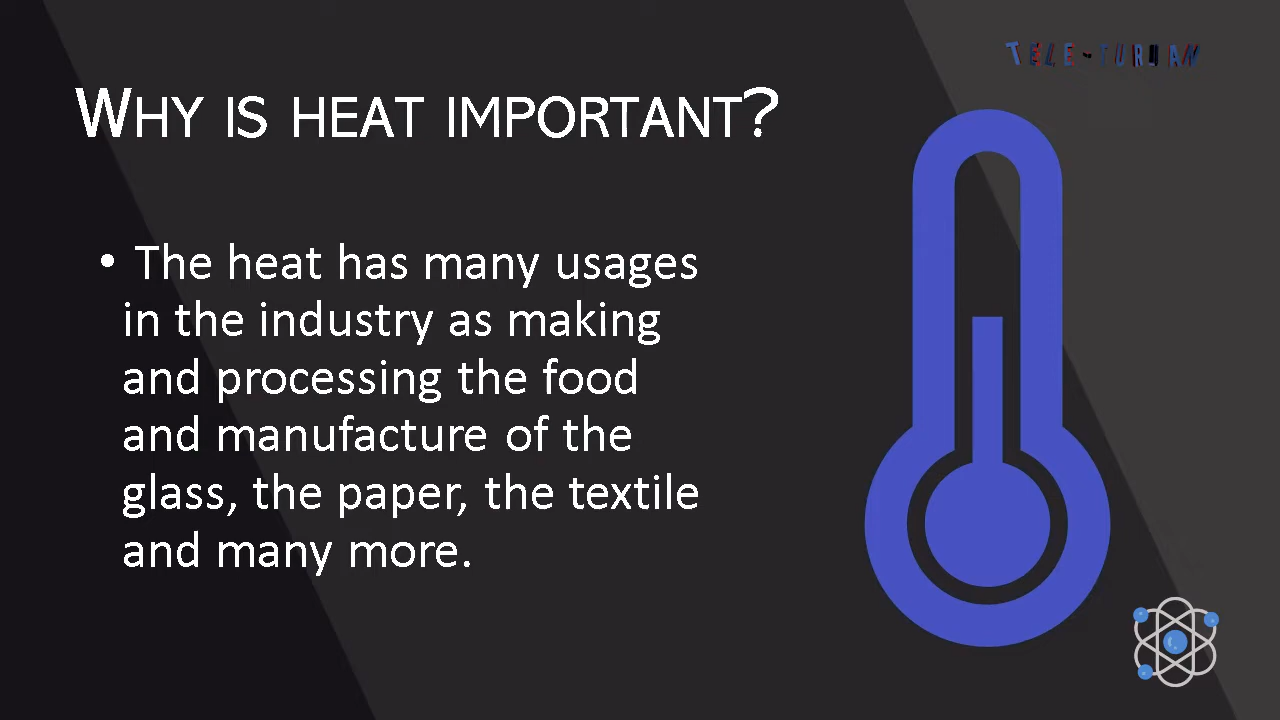 WHY IS HEAT IMPORTANT?
• The heat has many usages
in the industry as making
and processing the food
and manufacture of the
glass, the paper, the textile
and many more.